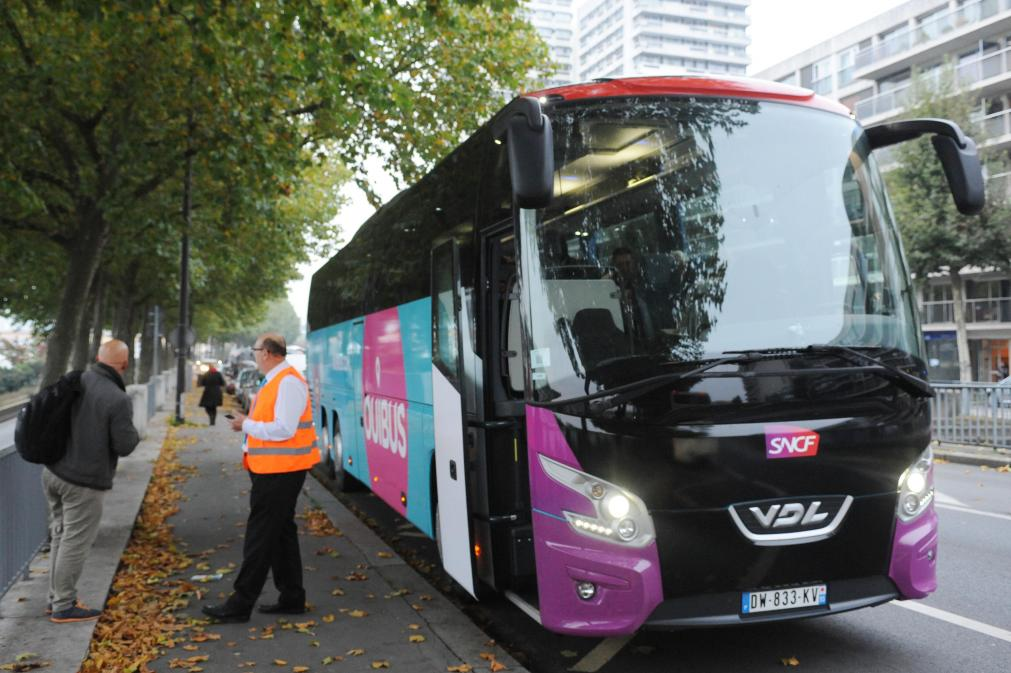 OUIBUS
SNCF
VDL
DW-833-KV